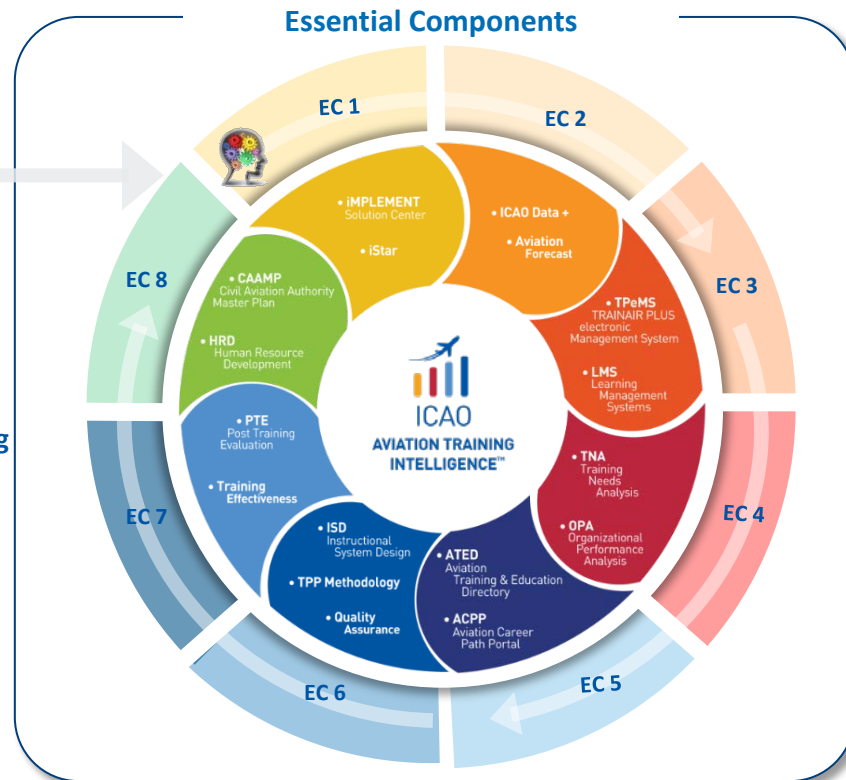 Essential Components
EC 1
EC 2
EC 3
EC 4
EC 5
EC 6
EC 7
EC 8
g
• iMPLEMENT
Solution Center
• iStar
• ICAO Data +
• Aviation
Forecast
• TPeMS
TRAINAIR PLUS
electronic
Management System
• LMS
Learning
Management
Systems
• TNA
Training
Needs
Analysis
• OPA
Organizational
Performance
Analysis
• ATED
Aviation
Training & Education
Directory
• ACPP
Aviation Career
Path Portal
• ISD
Instructional
System Design
• TPP Methodology
• Quality
Assurance
• PTE
Post Training
Evaluation
• Training
Effectiveness
• CAAMP
Civil Aviation Authority
Master Plan
• HRD
Human Resource
Development
ICAO
AVIATION TRAINING
INTELLIGENCE™